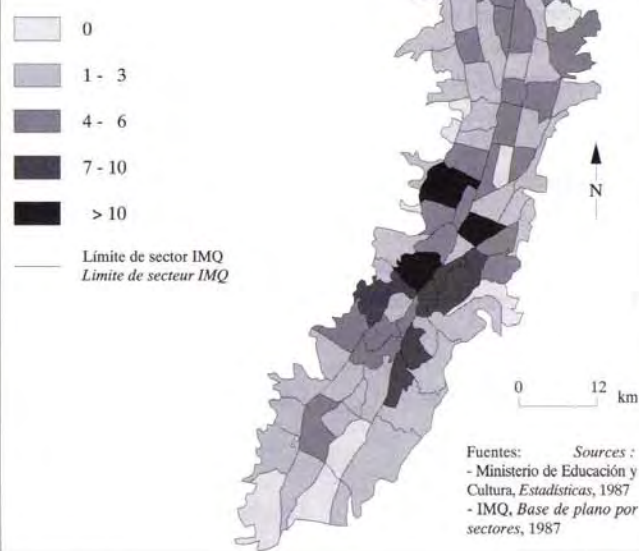 0
1 - 3
4 - 6
7 - 10
> 10
Límite de sector IMQ
Limite de secteur IMQ
N
0 12 km
Fuentes: Sources :
- Ministerio de Educación y
Cultura, Estadísticas, 1987
- IMQ, Base de plano por
sectores, 1987